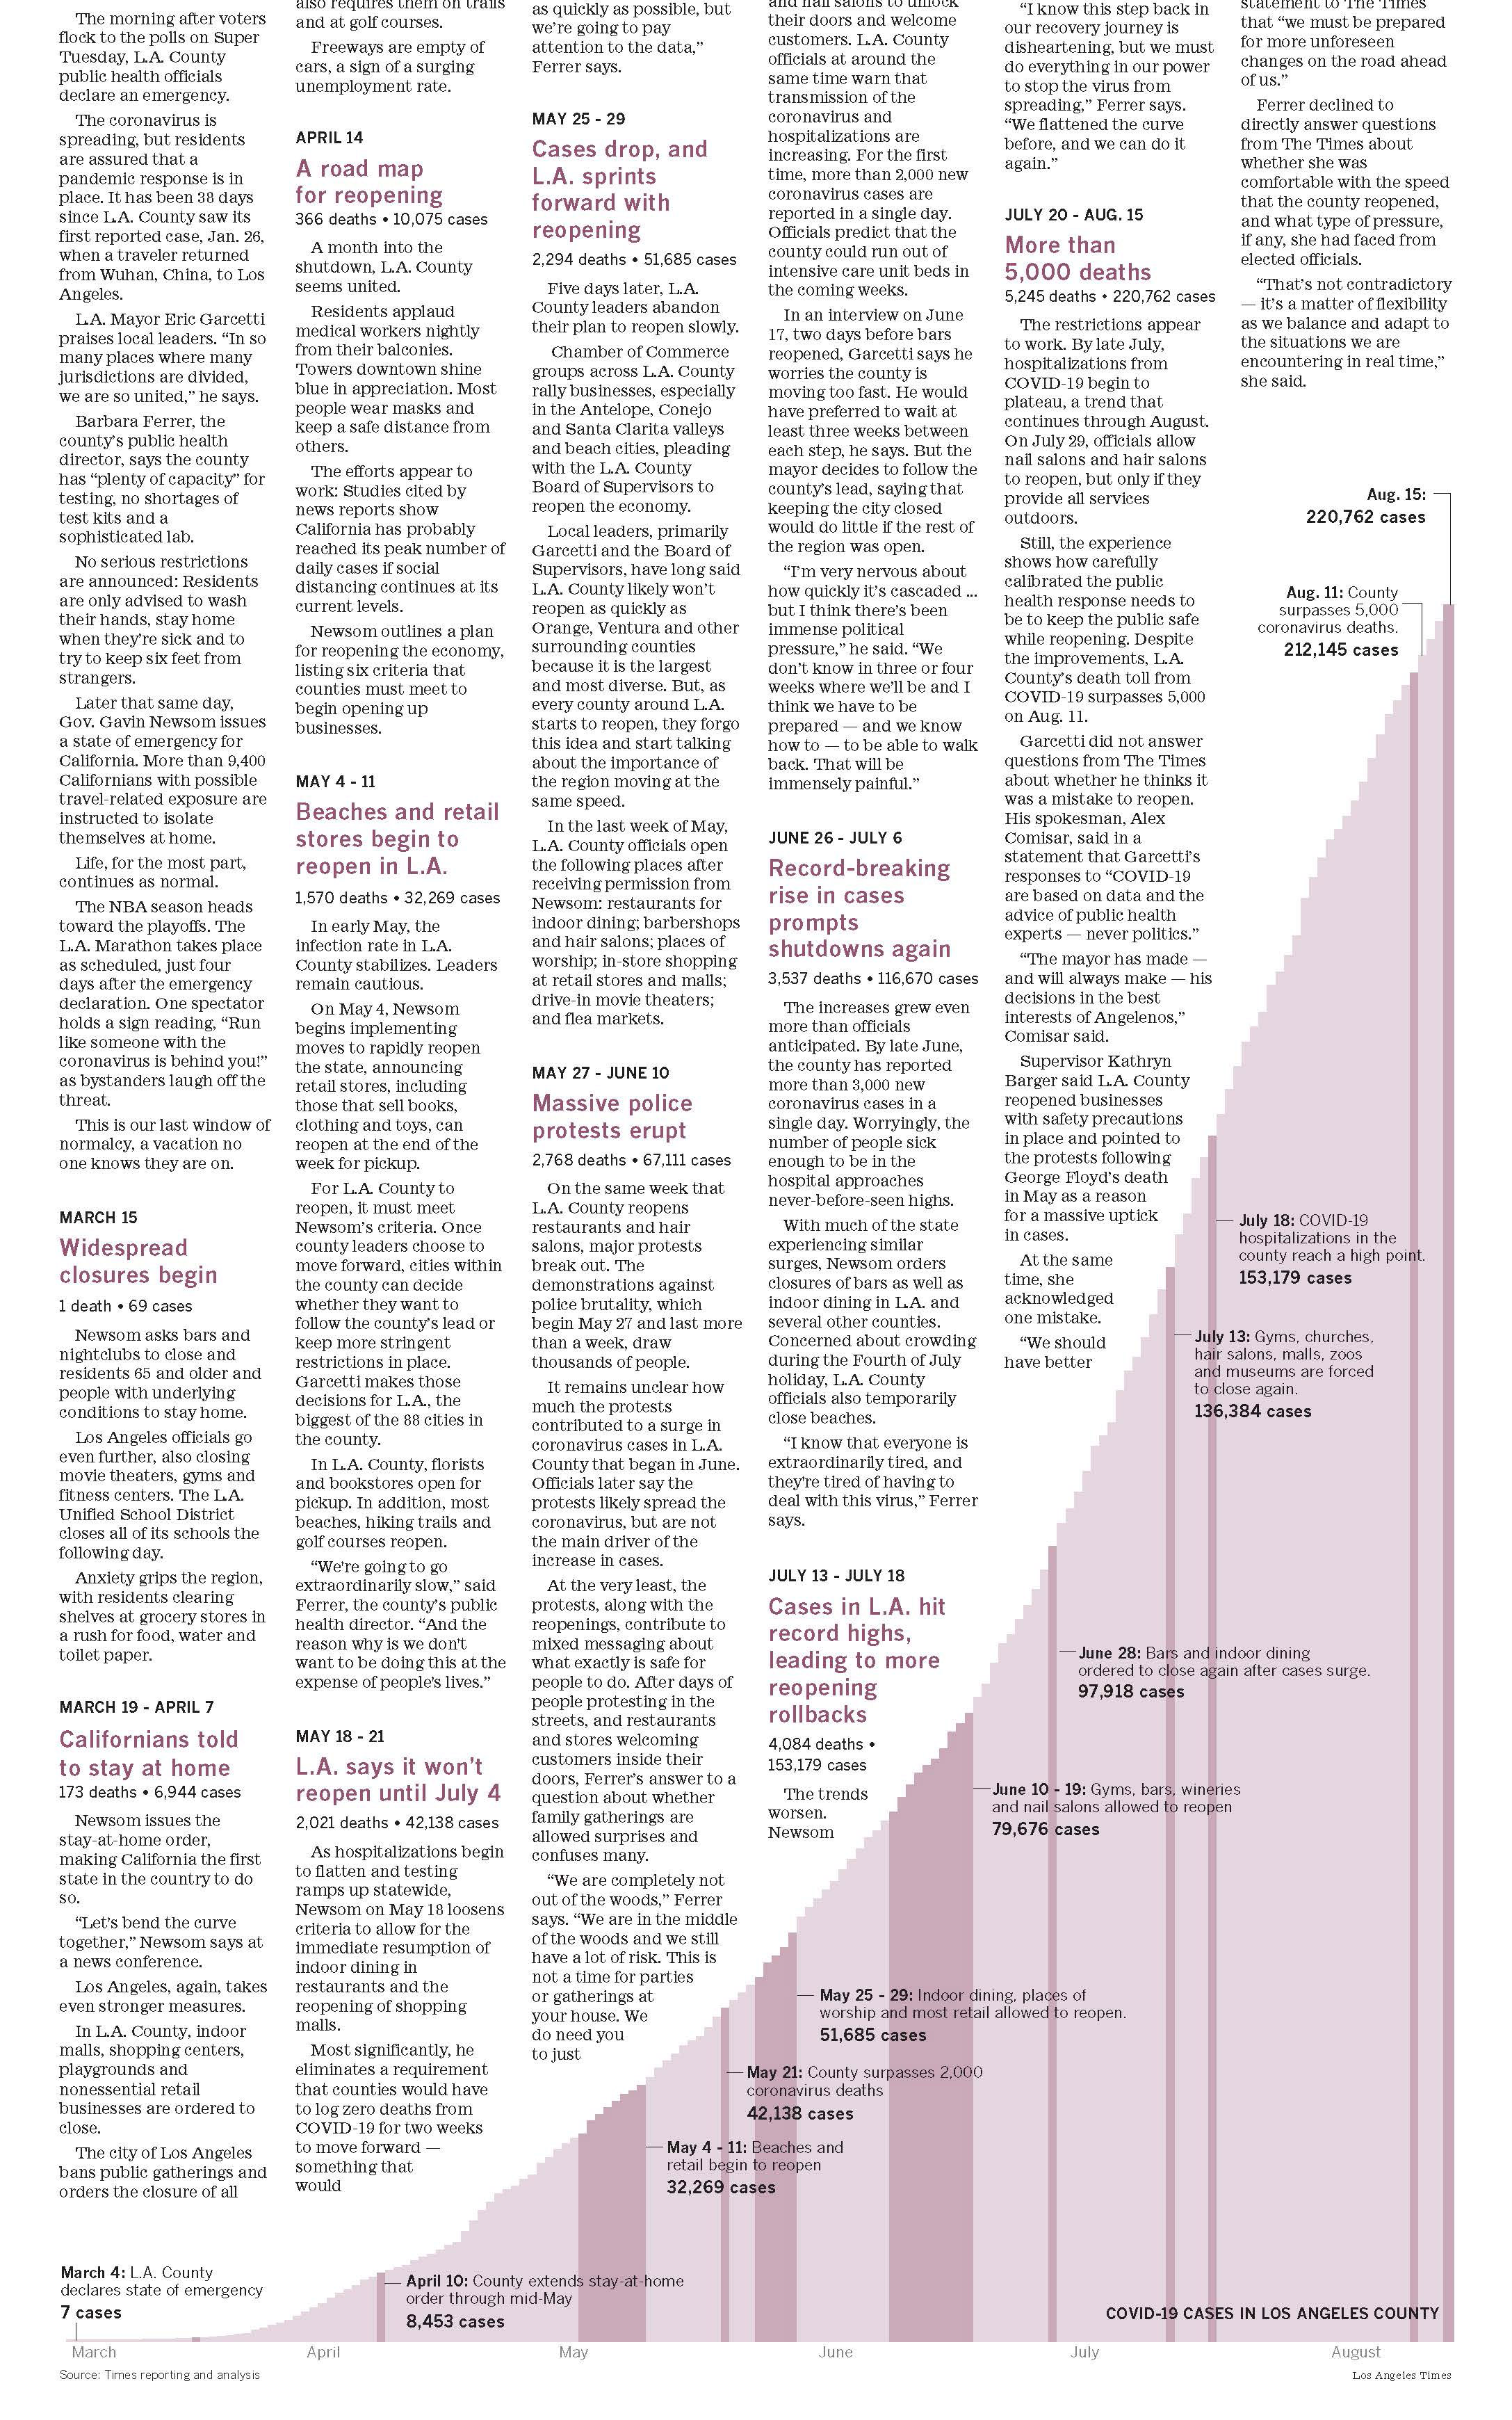 The morning after voters
flock to the polls on Super
Tuesday, L.A. County
public health officials
declare an emergency.
The coronavirus is
spreading, but residents
are assured that a
pandemic response is in
place. It has been 38 days
since L.A. County saw its
first reported case, Jan. 26,
when a traveler returned
from Wuhan, China, to Los
Angeles.
L.A. Mayor Eric Garcetti
praises local leaders. “In so
many places where many
jurisdictions are divided,
we are so united,” he says.
Barbara Ferrer, the
county’s public health
director, says the county
has “plenty of capacity” for
testing, no shortages of
test kits and a
sophisticated lab.
No serious restrictions
are announced: Residents
are only advised to wash
their hands, stay home
when they’re sick and to
try to keep six feet from
strangers.
Later that same day,
Gov. Gavin Newsom issues
a state of emergency for
California. More than 9,400
Californians with possible
travel-related exposure are
instructed to isolate
themselves at home.
Life, for the most part,
continues as normal.
The NBA season heads
toward the playoffs. The
L.A. Marathon takes place
as scheduled, just four
days after the emergency
declaration. One spectator
holds a sign reading, “Run
like someone with the
coronavirus is behind you!”
as bystanders laugh off the
threat.
This is our last window of
normalcy, a vacation no
one knows they are on.
MARCH 15
Widespread
closures begin
1 death • 69 cases
Newsom asks bars and
nightclubs to close and
residents 65 and older and
people with underlying
conditions to stay home.
Los Angeles officials go
even further, also closing
movie theaters, gyms and
fitness centers. The L.A.
Unified School District
closes all of its schools the
following day.
Anxiety grips the region,
with residents clearing
shelves at grocery stores in
a rush for food, water and
toilet paper.
MARCH 19 - APRIL 7
Californians told
to stay at home
173 deaths • 6,944 cases
Newsom issues the
stay-at-home order,
making California the first
state in the country to do
so.
“Let’s bend the curve
together,” Newsom says at
a news conference.
Los Angeles, again, takes
even stronger measures.
In L.A. County, indoor
malls, shopping centers,
playgrounds and
nonessential retail
businesses are ordered to
close.
The city of Los Angeles
bans public gatherings and
orders the closure of all
also requires them on trails
and at golf courses.
Freeways are empty of
cars, a sign of a surging
unemployment rate.
APRIL 14
A road map
for reopening
366 deaths • 10,075 cases
A month into the
shutdown, L.A. County
seems united.
Residents applaud
medical workers nightly
from their balconies.
Towers downtown shine
blue in appreciation. Most
people wear masks and
keep a safe distance from
others.
The efforts appear to
work: Studies cited by
news reports show
California has probably
reached its peak number of
daily cases if social
distancing continues at its
current levels.
Newsom outlines a plan
for reopening the economy,
listing six criteria that
counties must meet to
begin opening up
businesses.
MAY 4 - 11
Beaches and retail
stores begin to
reopen in L.A.
1,570 deaths • 32,269 cases
In early May, the
infection rate in L.A.
County stabilizes. Leaders
remain cautious.
On May 4, Newsom
begins implementing
moves to rapidly reopen
the state, announcing
retail stores, including
those that sell books,
clothing and toys, can
reopen at the end of the
week for pickup.
For L.A. County to
reopen, it must meet
Newsom’s criteria. Once
county leaders choose to
move forward, cities within
the county can decide
whether they want to
follow the county’s lead or
keep more stringent
restrictions in place.
Garcetti makes those
decisions for L.A., the
biggest of the 88 cities in
the county.
In L.A. County, florists
and bookstores open for
pickup. In addition, most
beaches, hiking trails and
golf courses reopen.
“We’re going to go
extraordinarily slow,” said
Ferrer, the county’s public
health director. “And the
reason why is we don’t
want to be doing this at the
expense of people’s lives.”
MAY 18 - 21
L.A. says it won’t
reopen until July 4
2,021 deaths • 42,138 cases
As hospitalizations begin
to flatten and testing
ramps up statewide,
Newsom on May 18 loosens
criteria to allow for the
immediate resumption of
indoor dining in
restaurants and the
reopening of shopping
malls.
Most significantly, he
eliminates a requirement
that counties would have
to log zero deaths from
COVID-19 for two weeks
to move forward —
something that
would
as quickly as possible, but
we’re going to pay
attention to the data,”
Ferrer says.
MAY 25 - 29
Cases drop, and
L.A. sprints
forward with
reopening
2,294 deaths • 51,685 cases
Five days later, L.A.
County leaders abandon
their plan to reopen slowly.
Chamber of Commerce
groups across L.A. County
rally businesses, especially
in the Antelope, Conejo
and Santa Clarita valleys
and beach cities, pleading
with the L.A. County
Board of Supervisors to
reopen the economy.
Local leaders, primarily
Garcetti and the Board of
Supervisors, have long said
L.A. County likely won’t
reopen as quickly as
Orange, Ventura and other
surrounding counties
because it is the largest
and most diverse. But, as
every county around L.A.
starts to reopen, they forgo
this idea and start talking
about the importance of
the region moving at the
same speed.
In the last week of May,
L.A. County officials open
the following places after
receiving permission from
Newsom: restaurants for
indoor dining; barbershops
and hair salons; places of
worship; in-store shopping
at retail stores and malls;
drive-in movie theaters;
and flea markets.
MAY 27 - JUNE 10
Massive police
protests erupt
2,768 deaths • 67,111 cases
On the same week that
L.A. County reopens
restaurants and hair
salons, major protests
break out. The
demonstrations against
police brutality, which
begin May 27 and last more
than a week, draw
thousands of people.
It remains unclear how
much the protests
contributed to a surge in
coronavirus cases in L.A.
County that began in June.
Officials later say the
protests likely spread the
coronavirus, but are not
the main driver of the
increase in cases.
At the very least, the
protests, along with the
reopenings, contribute to
mixed messaging about
what exactly is safe for
people to do. After days of
people protesting in the
streets, and restaurants
and stores welcoming
customers inside their
doors, Ferrer’s answer to a
question about whether
family gatherings are
allowed surprises and
confuses many.
“We are completely not
out of the woods,” Ferrer
says. “We are in the middle
of the woods and we still
have a lot of risk. This is
not a time for parties
or gatherings at
your house. We
do need you
to just
and nail salons to unlock
their doors and welcome
customers. L.A. County
officials at around the
same time warn that
transmission of the
coronavirus and
hospitalizations are
increasing. For the first
time, more than 2,000 new
coronavirus cases are
reported in a single day.
Officials predict that the
county could run out of
intensive care unit beds in
the coming weeks.
In an interview on June
17, two days before bars
reopened, Garcetti says he
worries the county is
moving too fast. He would
have preferred to wait at
least three weeks between
each step, he says. But the
mayor decides to follow the
county’s lead, saying that
keeping the city closed
would do little if the rest of
the region was open.
“I’m very nervous about
how quickly it’s cascaded ...
but I think there’s been
immense political
pressure,” he said. “We
don’t know in three or four
weeks where we’ll be and I
think we have to be
prepared — and we know
how to — to be able to walk
back. That will be
immensely painful.”
JUNE 26 - JULY 6
Record-breaking
rise in cases
prompts
shutdowns again
3,537 deaths • 116,670 cases
The increases grew even
more than officials
anticipated. By late June,
the county has reported
more than 3,000 new
coronavirus cases in a
single day. Worryingly, the
number of people sick
enough to be in the
hospital approaches
never-before-seen highs.
With much of the state
experiencing similar
surges, Newsom orders
closures of bars as well as
indoor dining in L.A. and
several other counties.
Concerned about crowding
during the Fourth of July
holiday, L.A. County
officials also temporarily
close beaches.
“I know that everyone is
extraordinarily tired, and
they’re tired of having to
deal with this virus,” Ferrer
says.
JULY 13 - JULY 18
Cases in L.A. hit
record highs,
leading to more
reopening
rollbacks
4,084 deaths •
153,179 cases
The trends
worsen.
Newsom
“I know this step back in
our recovery journey is
disheartening, but we must
do everything in our power
to stop the virus from
spreading,” Ferrer says.
“We flattened the curve
before, and we can do it
again.”
JULY 20 - AUG. 15
More than
5,000 deaths
5,245 deaths • 220,762 cases
The restrictions appear
to work. By late July,
hospitalizations from
COVID-19 begin to
plateau, a trend that
continues through August.
On July 29, officials allow
nail salons and hair salons
to reopen, but only if they
provide all services
outdoors.
Still, the experience
shows how carefully
calibrated the public
health response needs to
be to keep the public safe
while reopening. Despite
the improvements, L.A.
County’s death toll from
COVID-19 surpasses 5,000
on Aug. 11.
Garcetti did not answer
questions from The Times
about whether he thinks it
was a mistake to reopen.
His spokesman, Alex
Comisar, said in a
statement that Garcetti’s
responses to “COVID-19
are based on data and the
advice of public health
experts — never politics.”
“The mayor has made —
and will always make — his
decisions in the best
interests of Angelenos,”
Comisar said.
Supervisor Kathryn
Barger said L.A. County
reopened businesses
with safety precautions
in place and pointed to
the protests following
George Floyd’s death
in May as a reason
for a massive uptick
in cases.
At the same
time, she
acknowledged
one mistake.
“We should
have better
statement to The Times
that “we must be prepared
for more unforeseen
changes on the road ahead
of us.”
Ferrer declined to
directly answer questions
from The Times about
whether she was
comfortable with the speed
that the county reopened,
and what type of pressure,
if any, she had faced from
elected officials.
“That’s not contradictory
— it’s a matter of flexibility
as we balance and adapt to
the situations we are
encountering in real time,”
she said.
Aug. 15:
220,762 cases
Aug. 11: County
surpasses 5,000
coronavirus deaths.
212,145 cases
July 18: COVID-19
hospitalizations in the
county reach a high point.
153,179 cases
July 13: Gyms, churches,
hair salons, malls, zoos
and museums are forced
to close again.
136,384 cases
June 28: Bars and indoor dining
ordered to close again after cases surge.
97,918 cases
June 10 - 19: Gyms, bars, wineries
and nail salons allowed to reopen
79,676 cases
May 25 - 29: Indoor dining, places of
worship and most retail allowed to reopen.
51,685 cases
May 21: County surpasses 2,000
coronavirus deaths
42,138 cases
May 4 - 11: Beaches and
retail begin to reopen
32,269 cases
April 10: County extends stay-at-home
order through mid-May
8,453 cases
March 4: L.A. County
declares state of emergency
7 cases
COVID-19 CASES IN LOS ANGELES COUNTY
March April May June July August
Source: Times reporting and analysis
Los Angeles Times